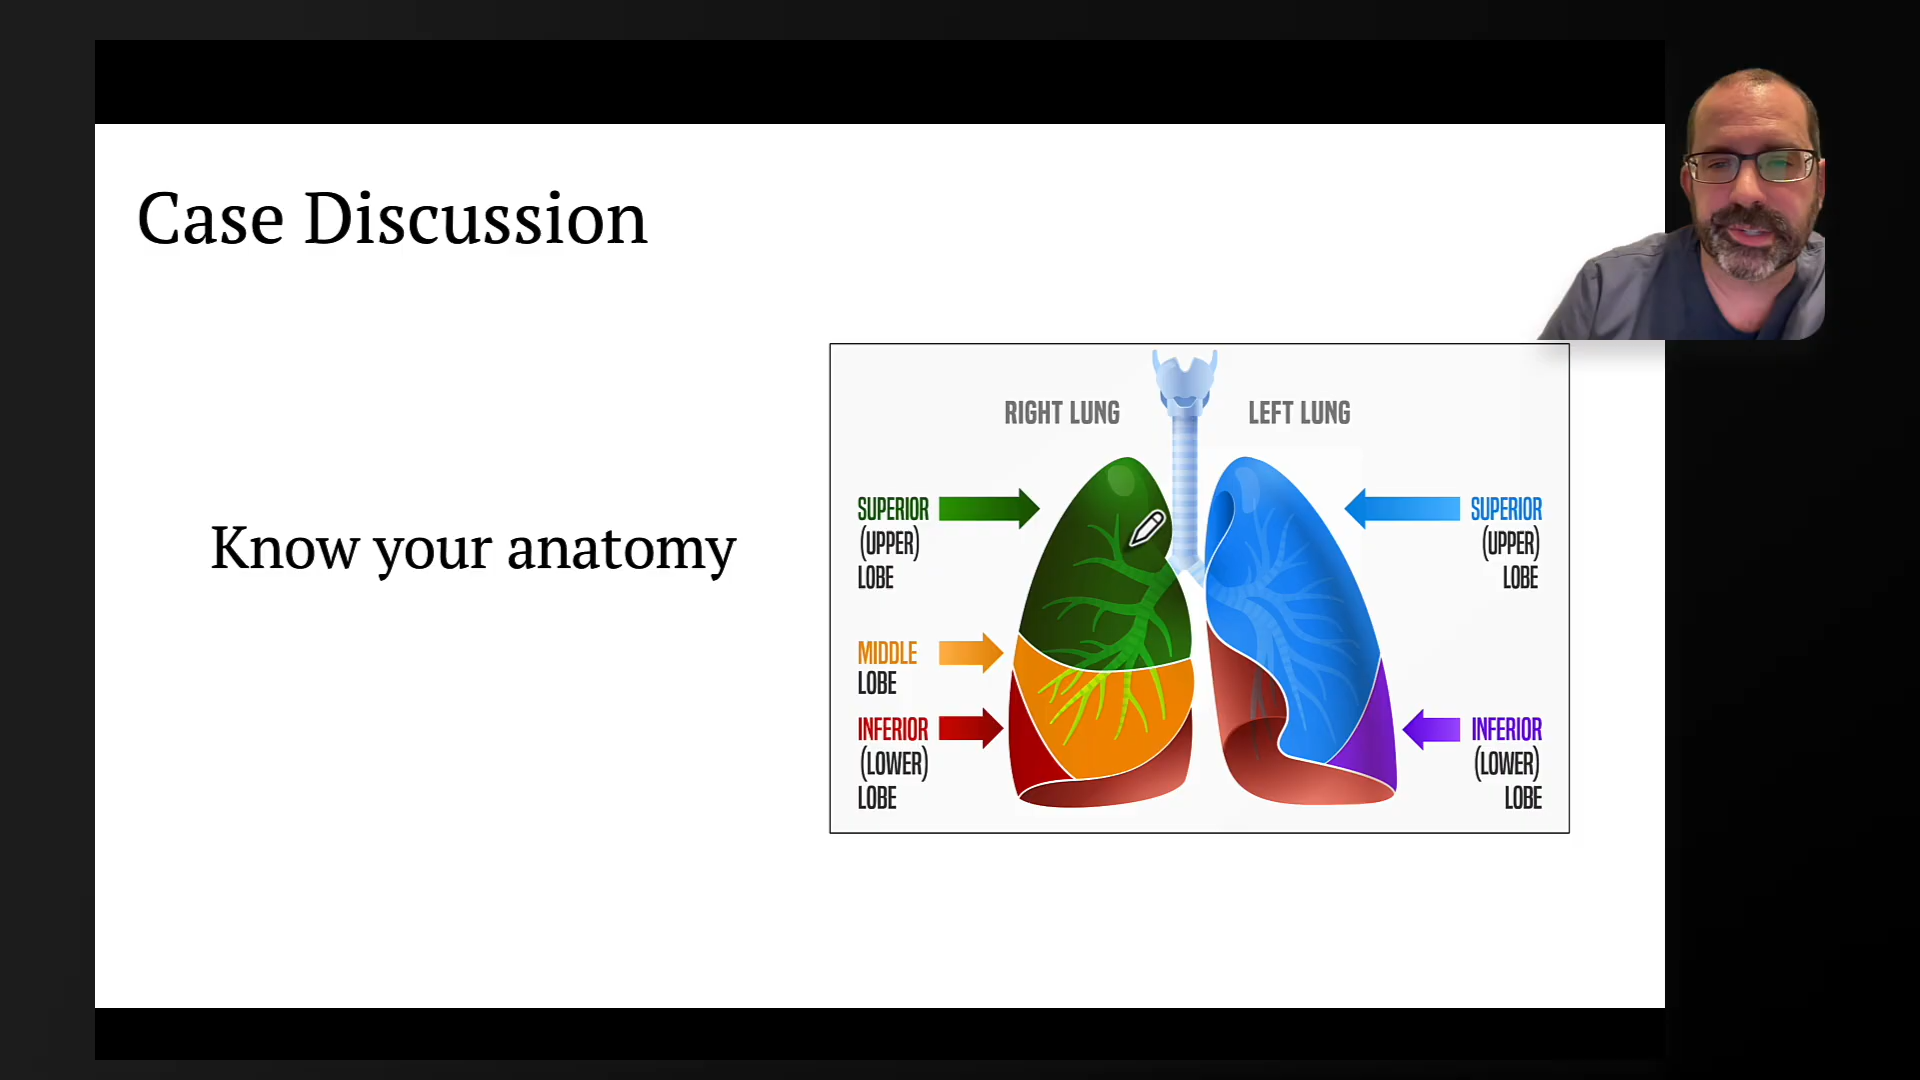 Case Discussion
Know your anatomy
RIGHT LUNG
LEFT LUNG
SUPERIOR
(UPPER)
LOBE
MIDDLE
LOBE
INFERIOR
(LOWER)
LOBE
SUPERIOR
(UPPER)
LOBE
INFERIOR
(LOWER)
LOBE